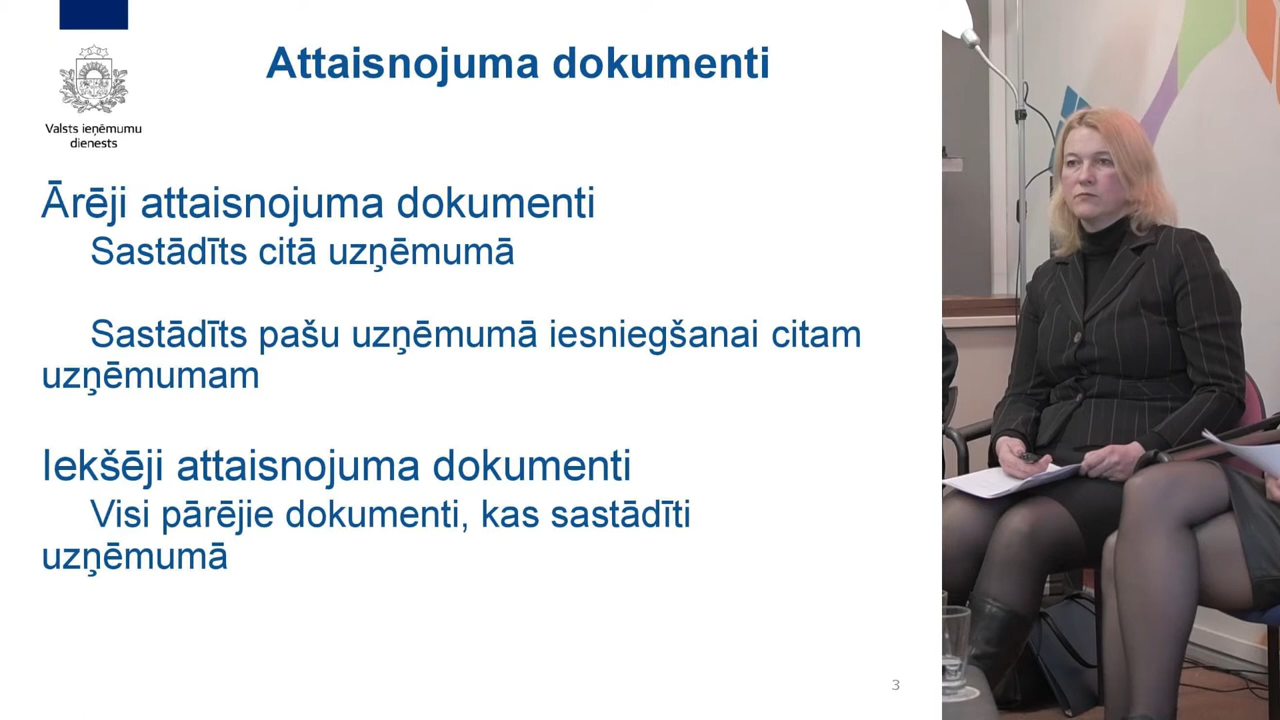 Attaisnojuma dokumenti
Valsts ieņēmumu
dienests
Ārēji attaisnojuma dokumenti
Sastādīts citā uzņēmumā
Sastādīts pašu uzņēmumā iesniegšanai citam
uzņēmumam
Iekšēji attaisnojuma dokumenti
Visi pārējie dokumenti, kas sastādīti
uzņēmumā
3